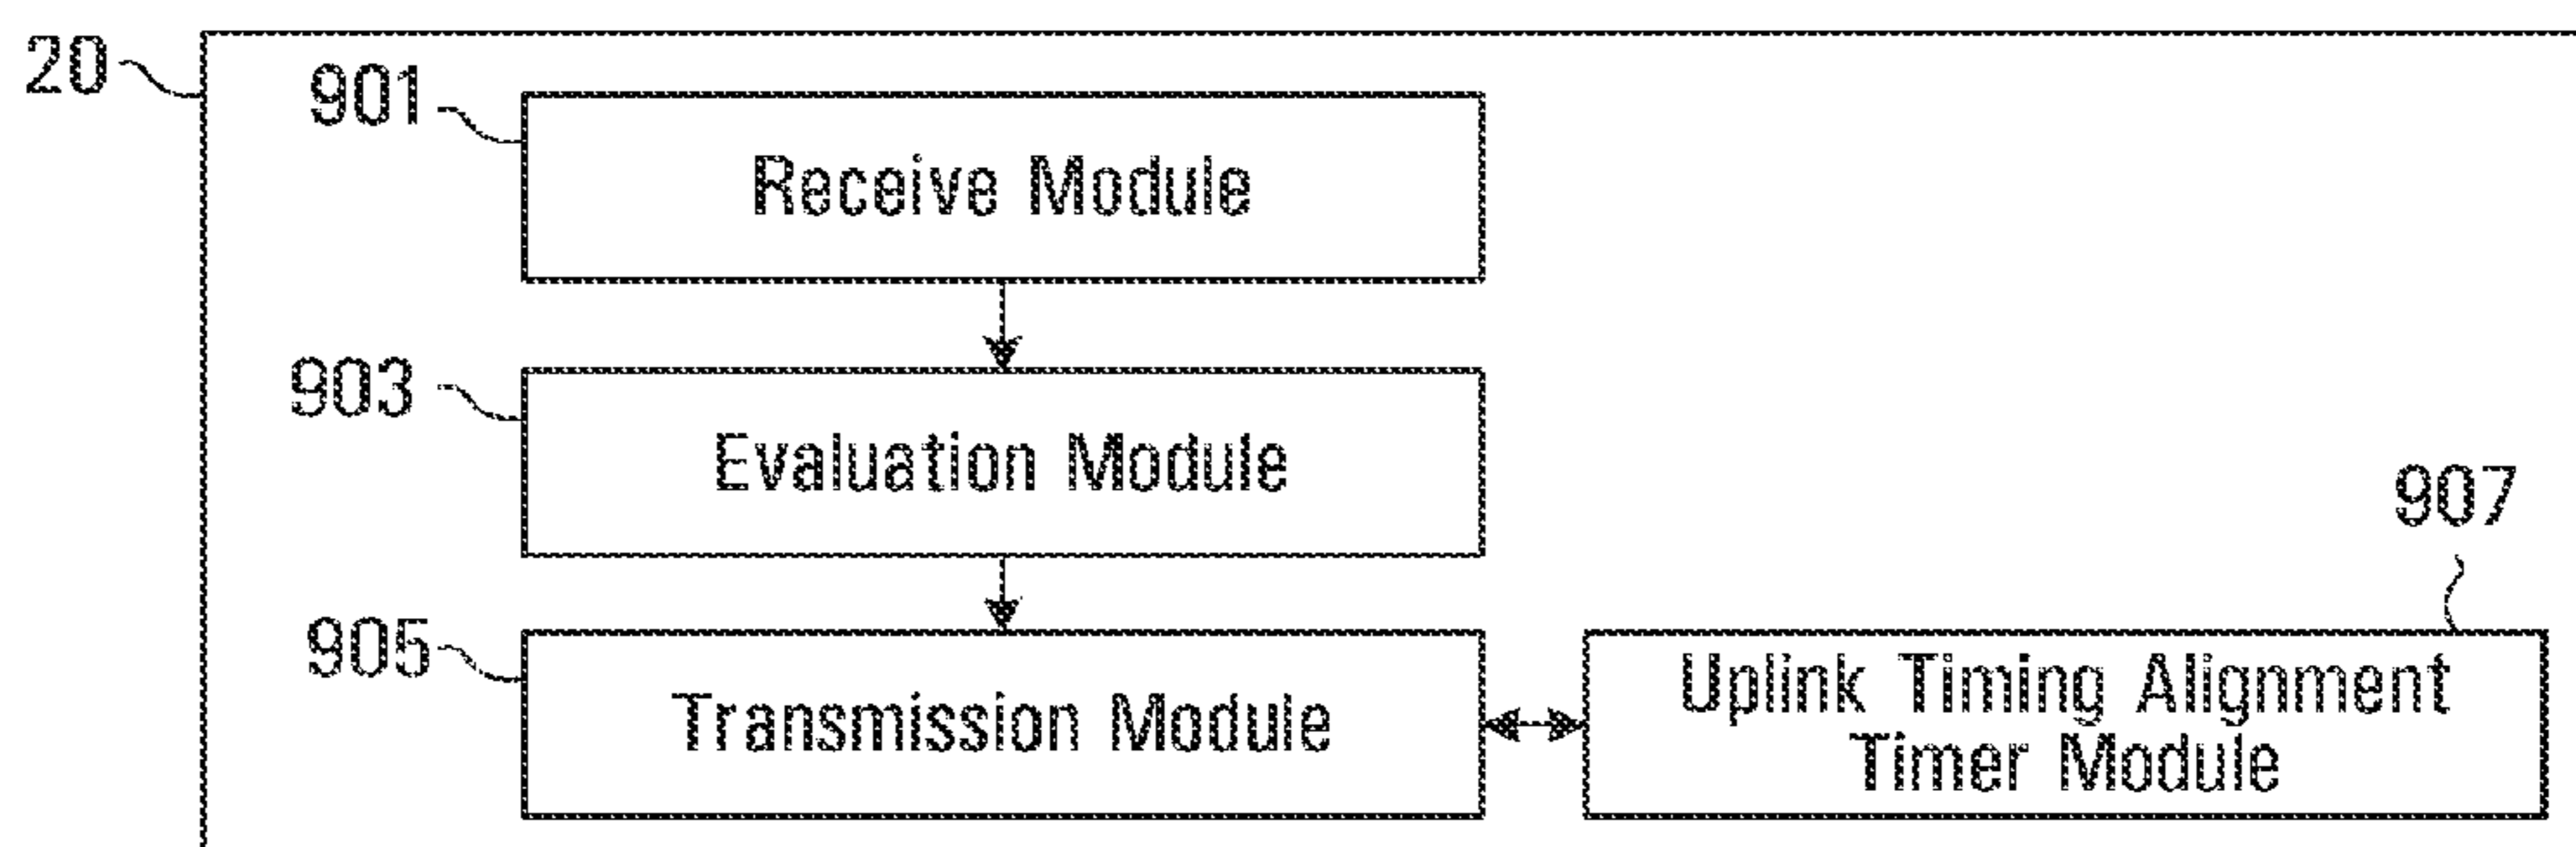 20
901
Receive Module
903
Evaluation Module
907
905
Transmission Module
Uplink Timing Alignment
Timer Module